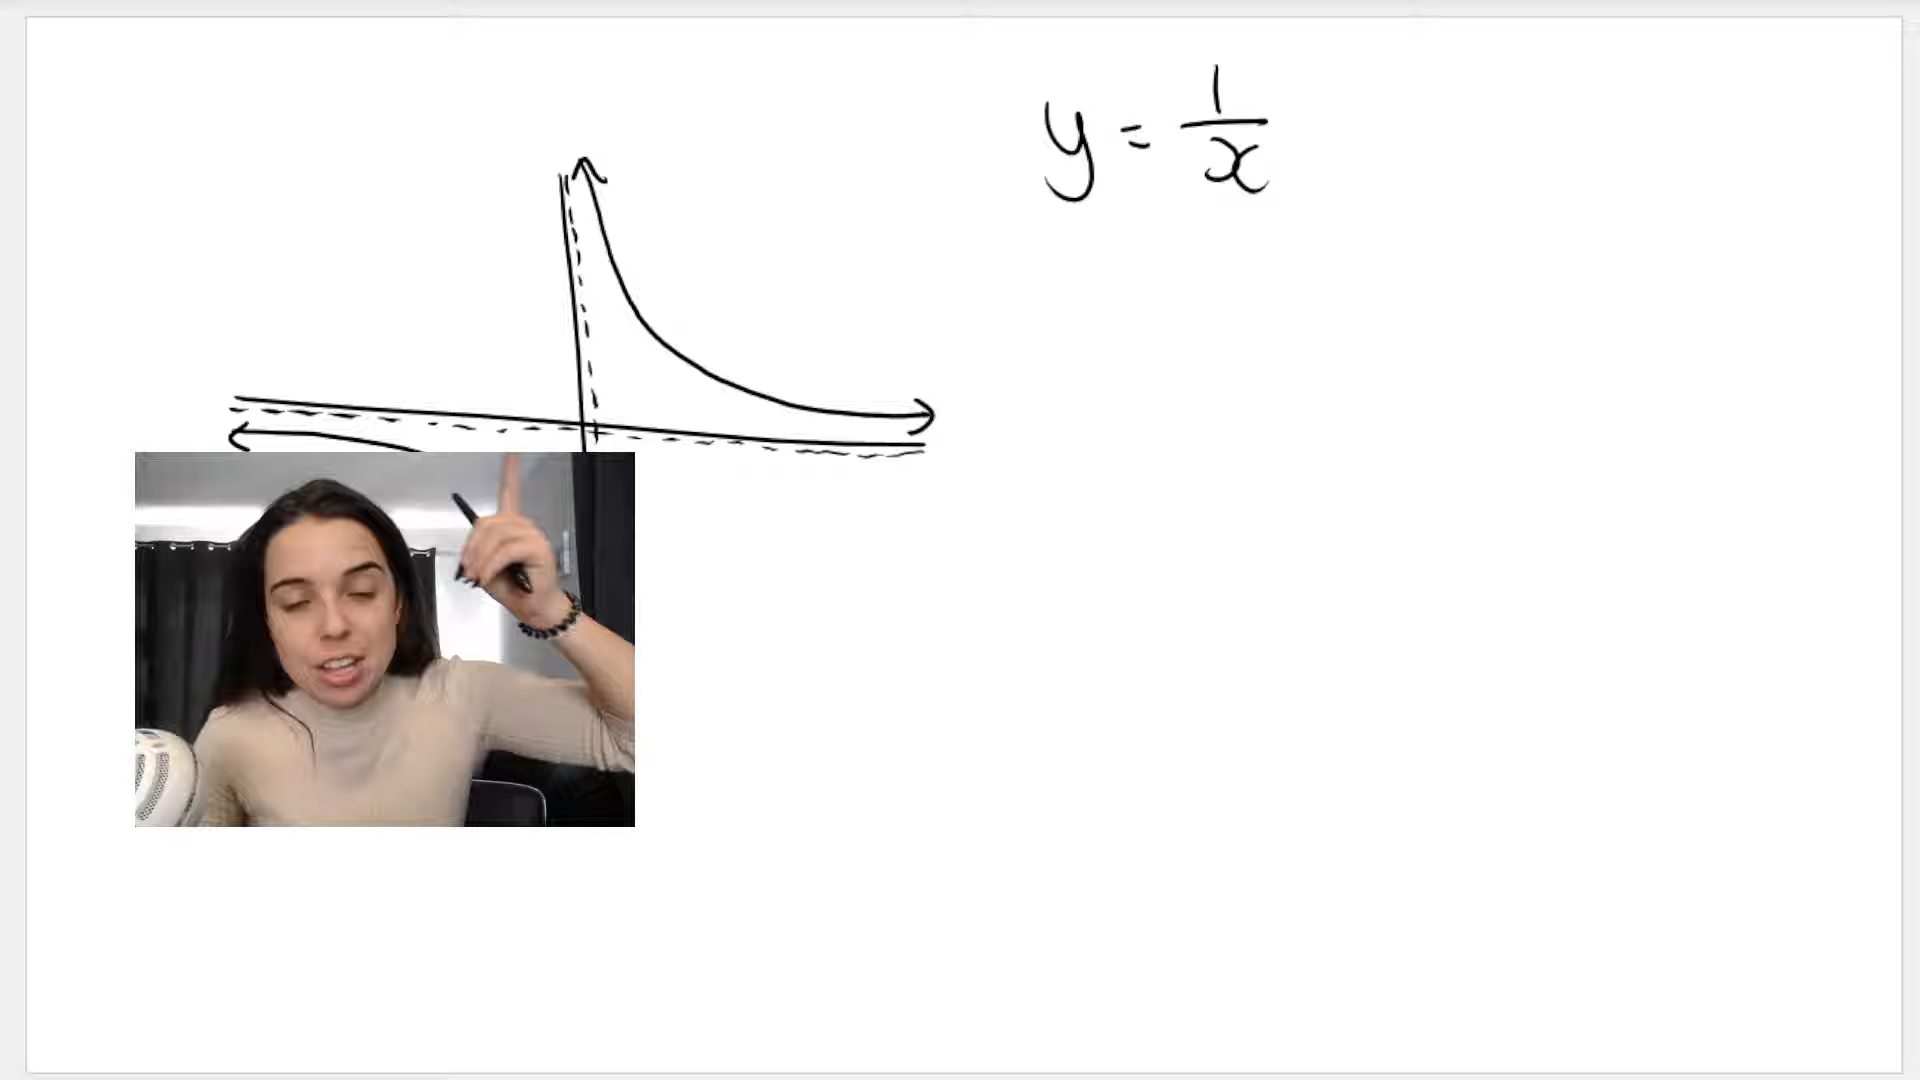 y = 1/x